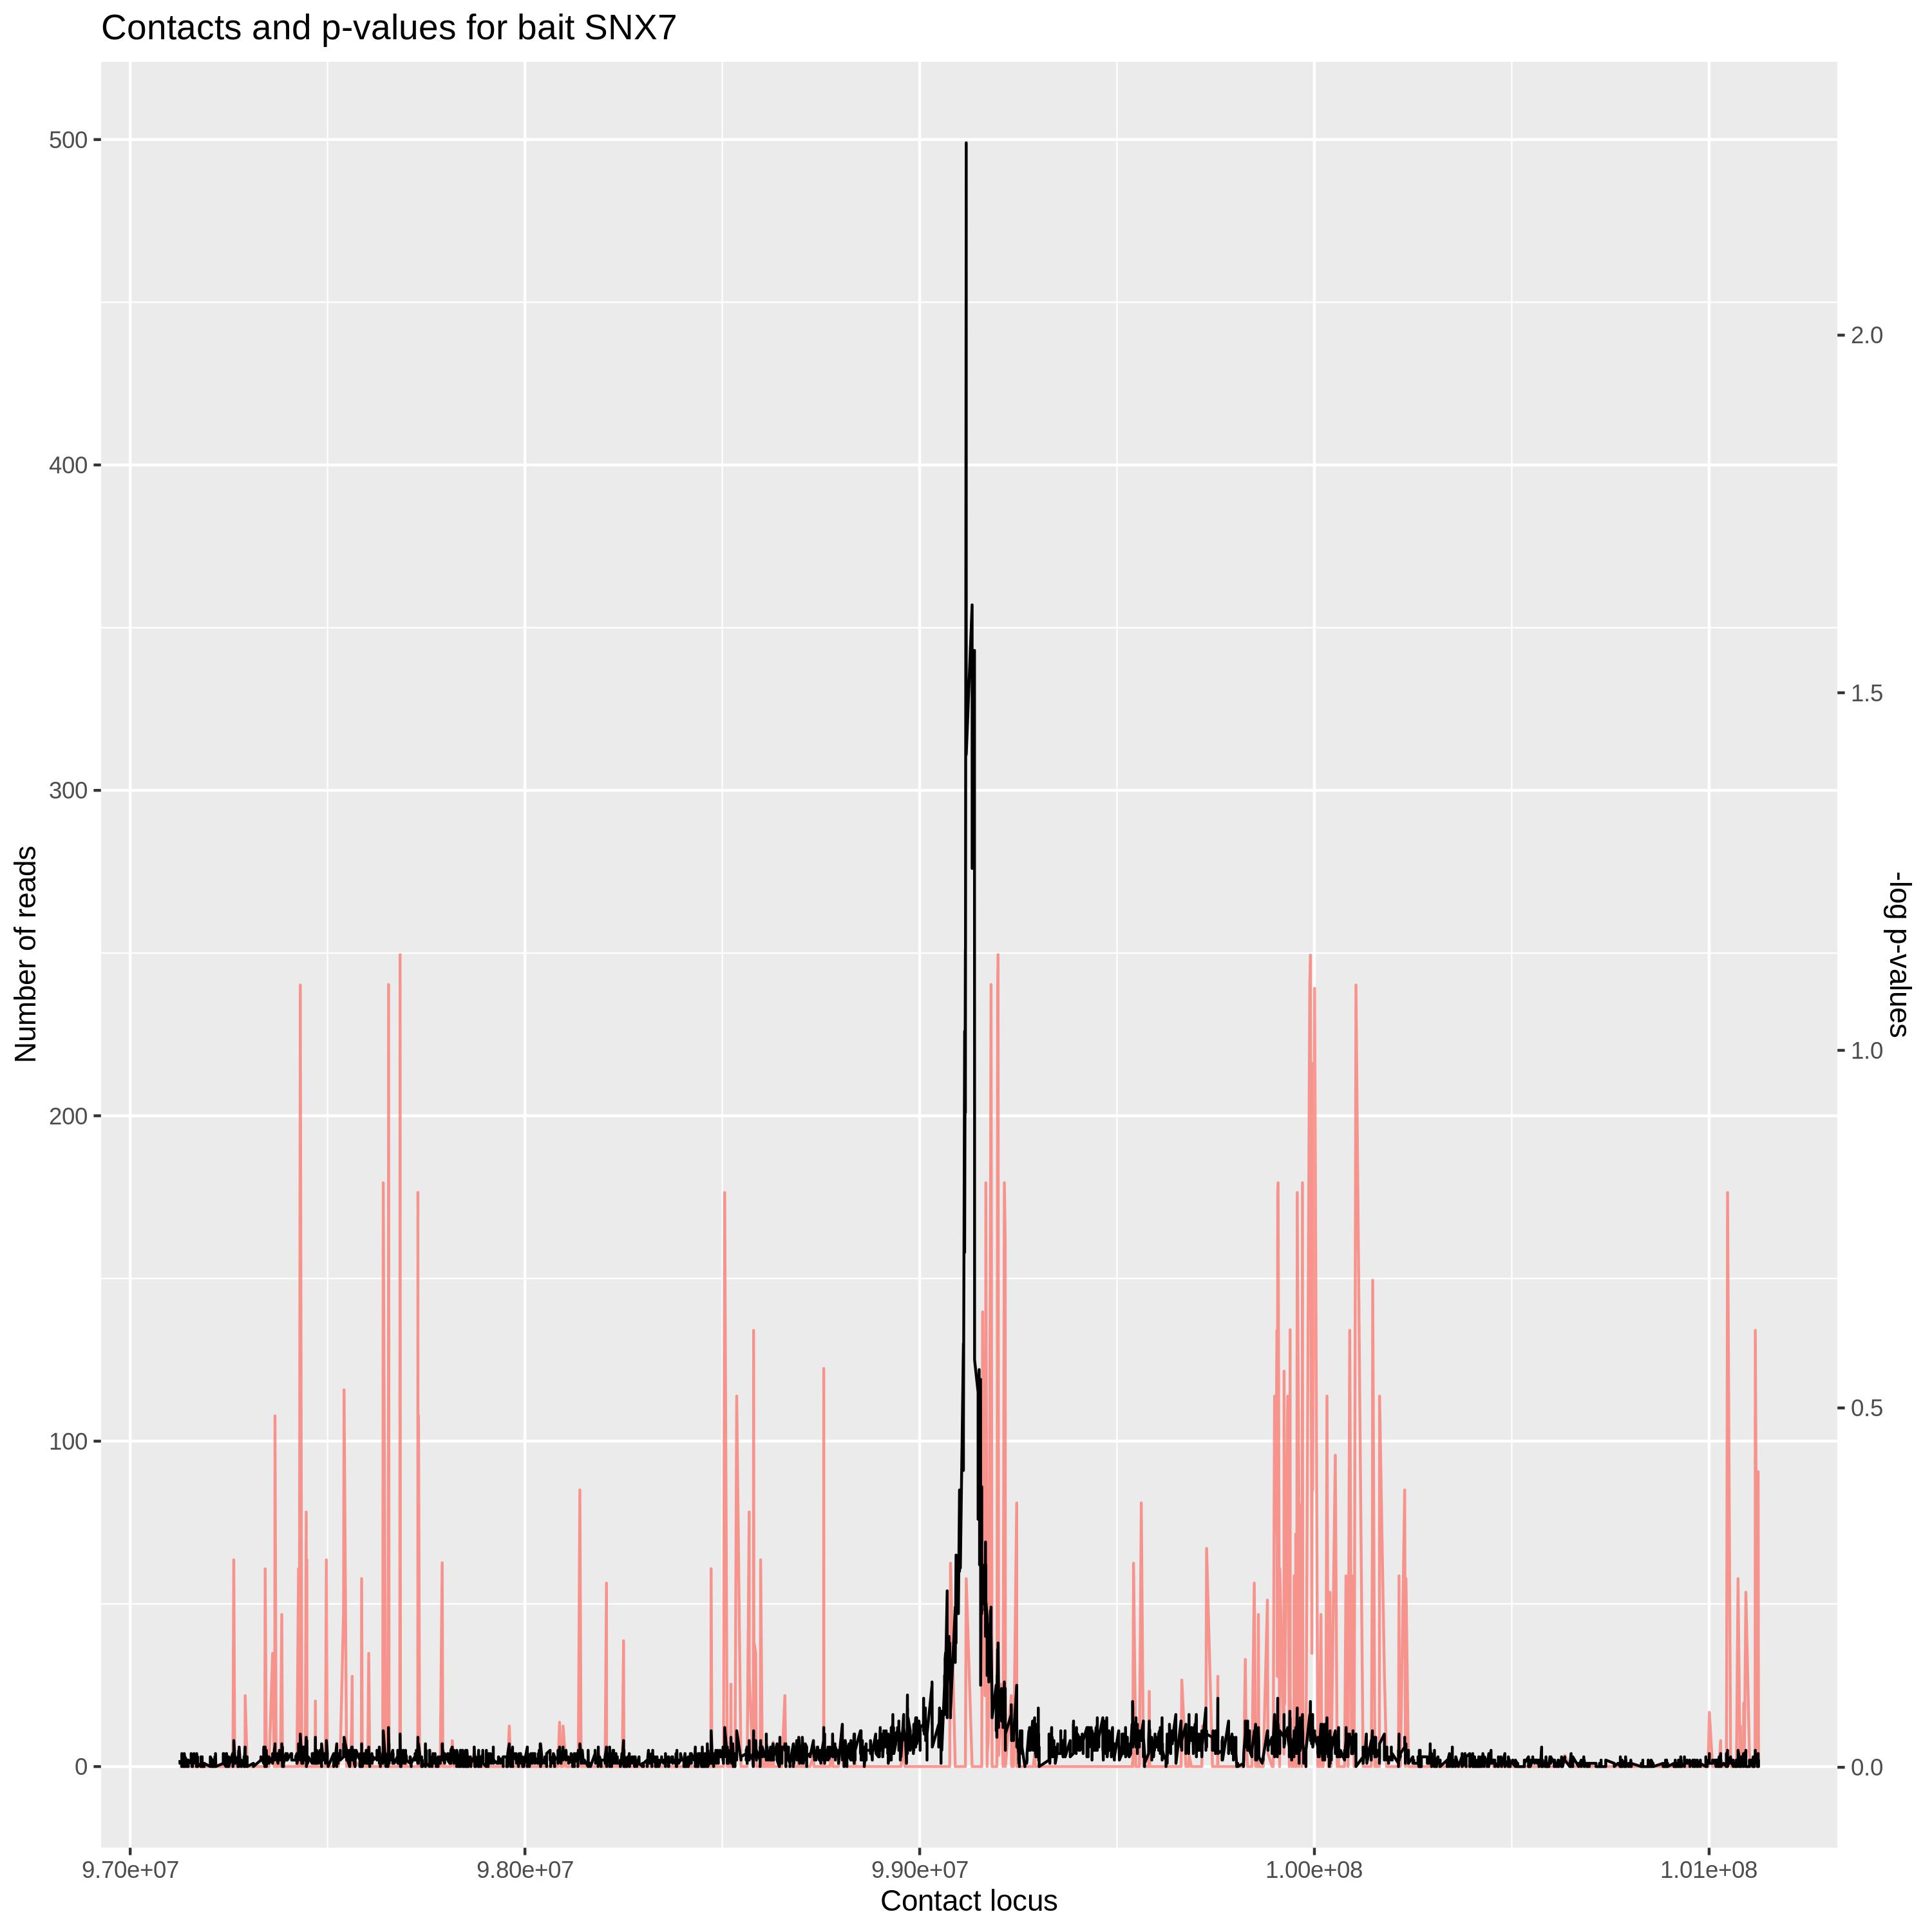 Contacts and p-values for bait SNX7
500
400
300
200
100
0
Number of reads
2.0
1.5
1.0
0.5
0.0
-log p-values
9.70e+07
9.80e+07
9.90e+07
1.00e+08
1.01e+08
Contact locus